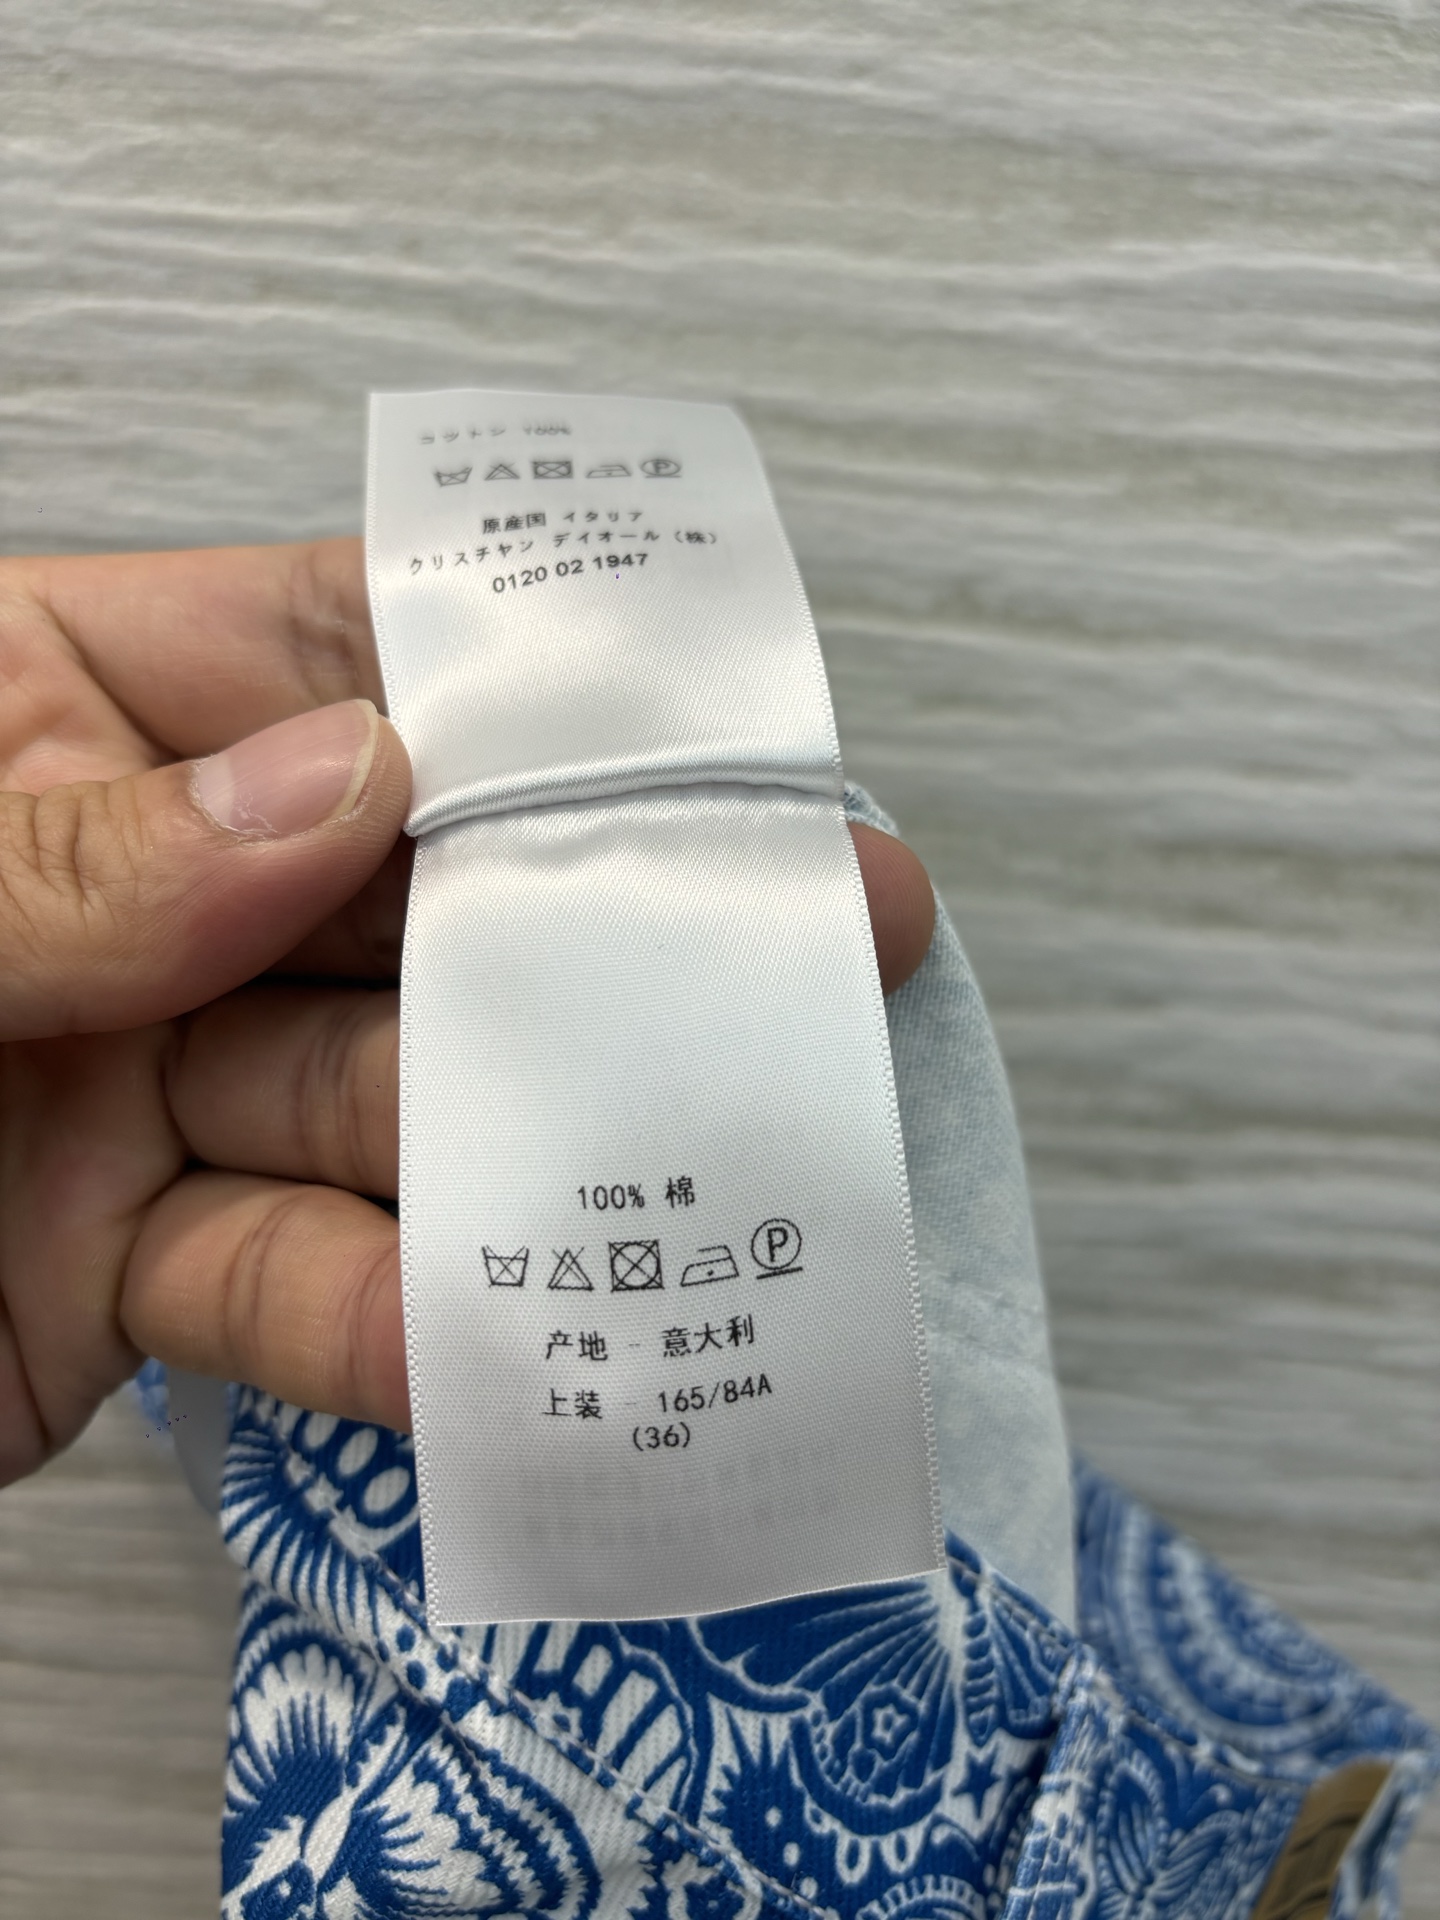 コットン 100%
原産国 イタリア
クリスチャン デイオール (株)
0120 02 1947
100% 棉
P
产地 - 意大利
上装 - 165/84A
(36)